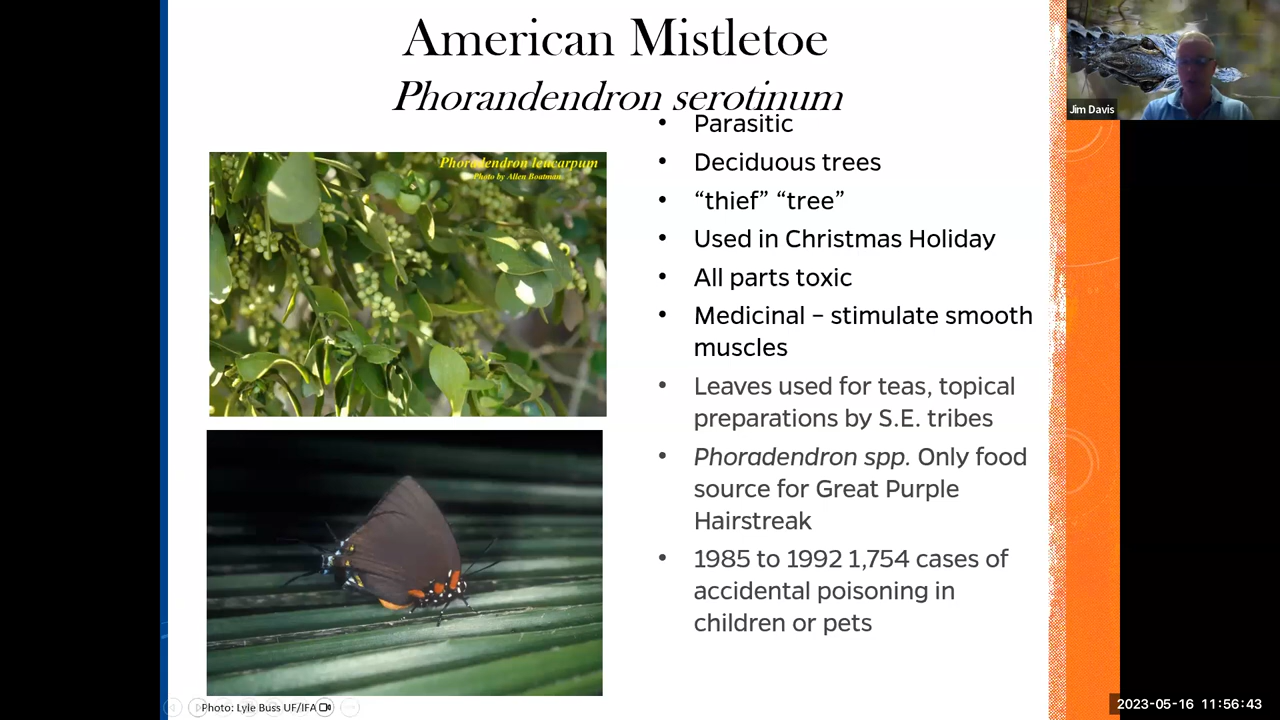 American Mistletoe
Phorandendron serotinum
Jim Davis
Phoradendron leucarpum
Photo by Allen Boatman
• Parasitic
• Deciduous trees
• “thief” “tree”
• Used in Christmas Holiday
• All parts toxic
• Medicinal – stimulate smooth
muscles
• Leaves used for teas, topical
preparations by S.E. tribes
• Phoradendron spp. Only food
source for Great Purple
Hairstreak
• 1985 to 1992 1,754 cases of
accidental poisoning in
children or pets
Photo: Lyle Buss UF/IFA
2023-05-16 11:56:43